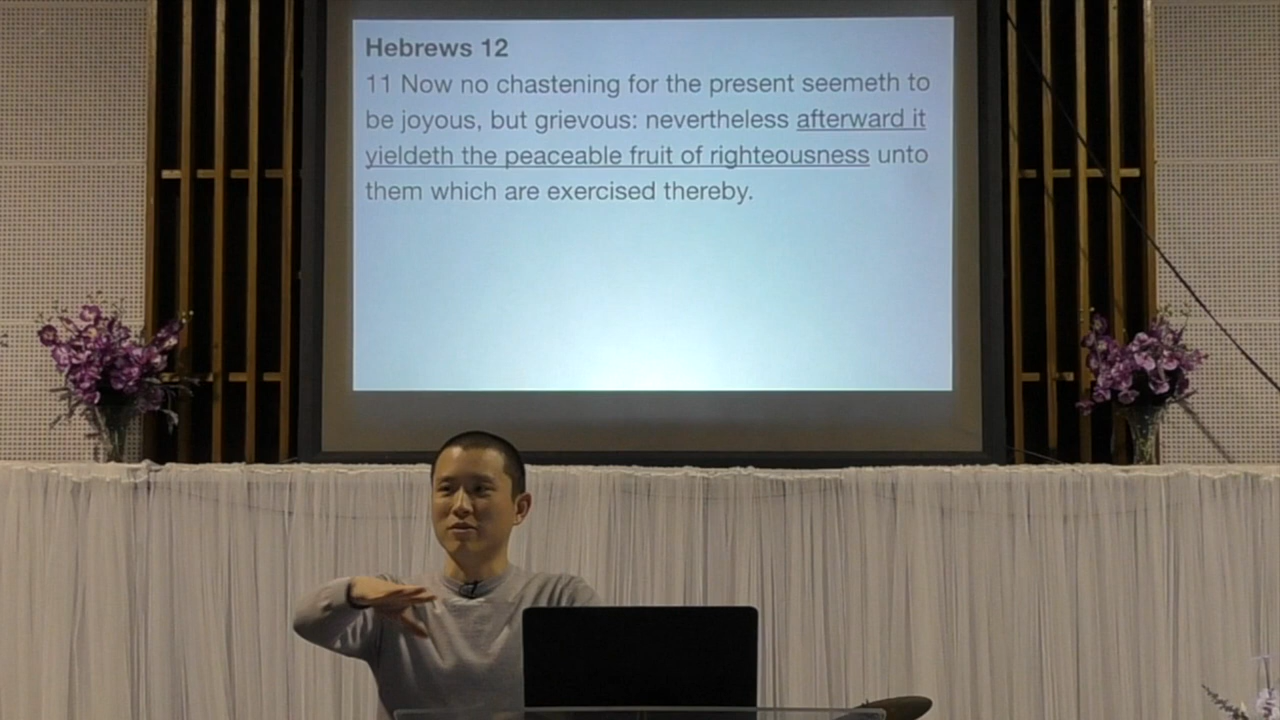 Hebrews 12
11 Now no chastening for the present seemeth to
be joyous, but grievous: nevertheless afterward it
yieldeth the peaceable fruit of righteousness unto
them which are exercised thereby.